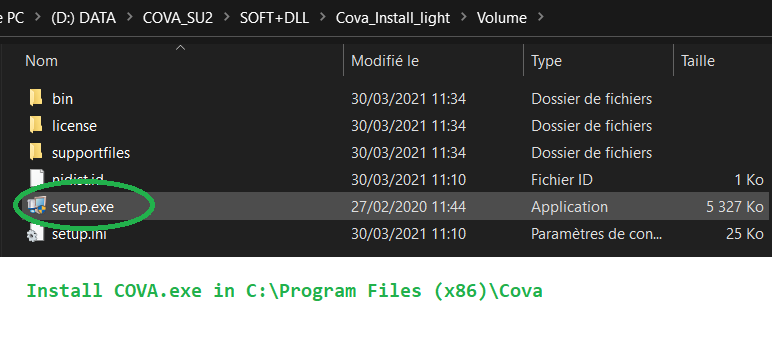 e PC > (D:) DATA > COVA_SU2 > SOFT+DLL > Cova_Install_light > Volume >
Nom Modifié le Type Taille
bin 30/03/2021 11:34 Dossier de fichiers
license 30/03/2021 11:34 Dossier de fichiers
supportfiles 30/03/2021 11:34 Dossier de fichiers
nidist.id 30/03/2021 11:10 Fichier ID 1 Ko
setup.exe 27/02/2020 11:44 Application 5 327 Ko
setup.ini 30/03/2021 11:10 Paramètres de con... 25 Ko
Install COVA.exe in C:\Program Files (x86)\Cova